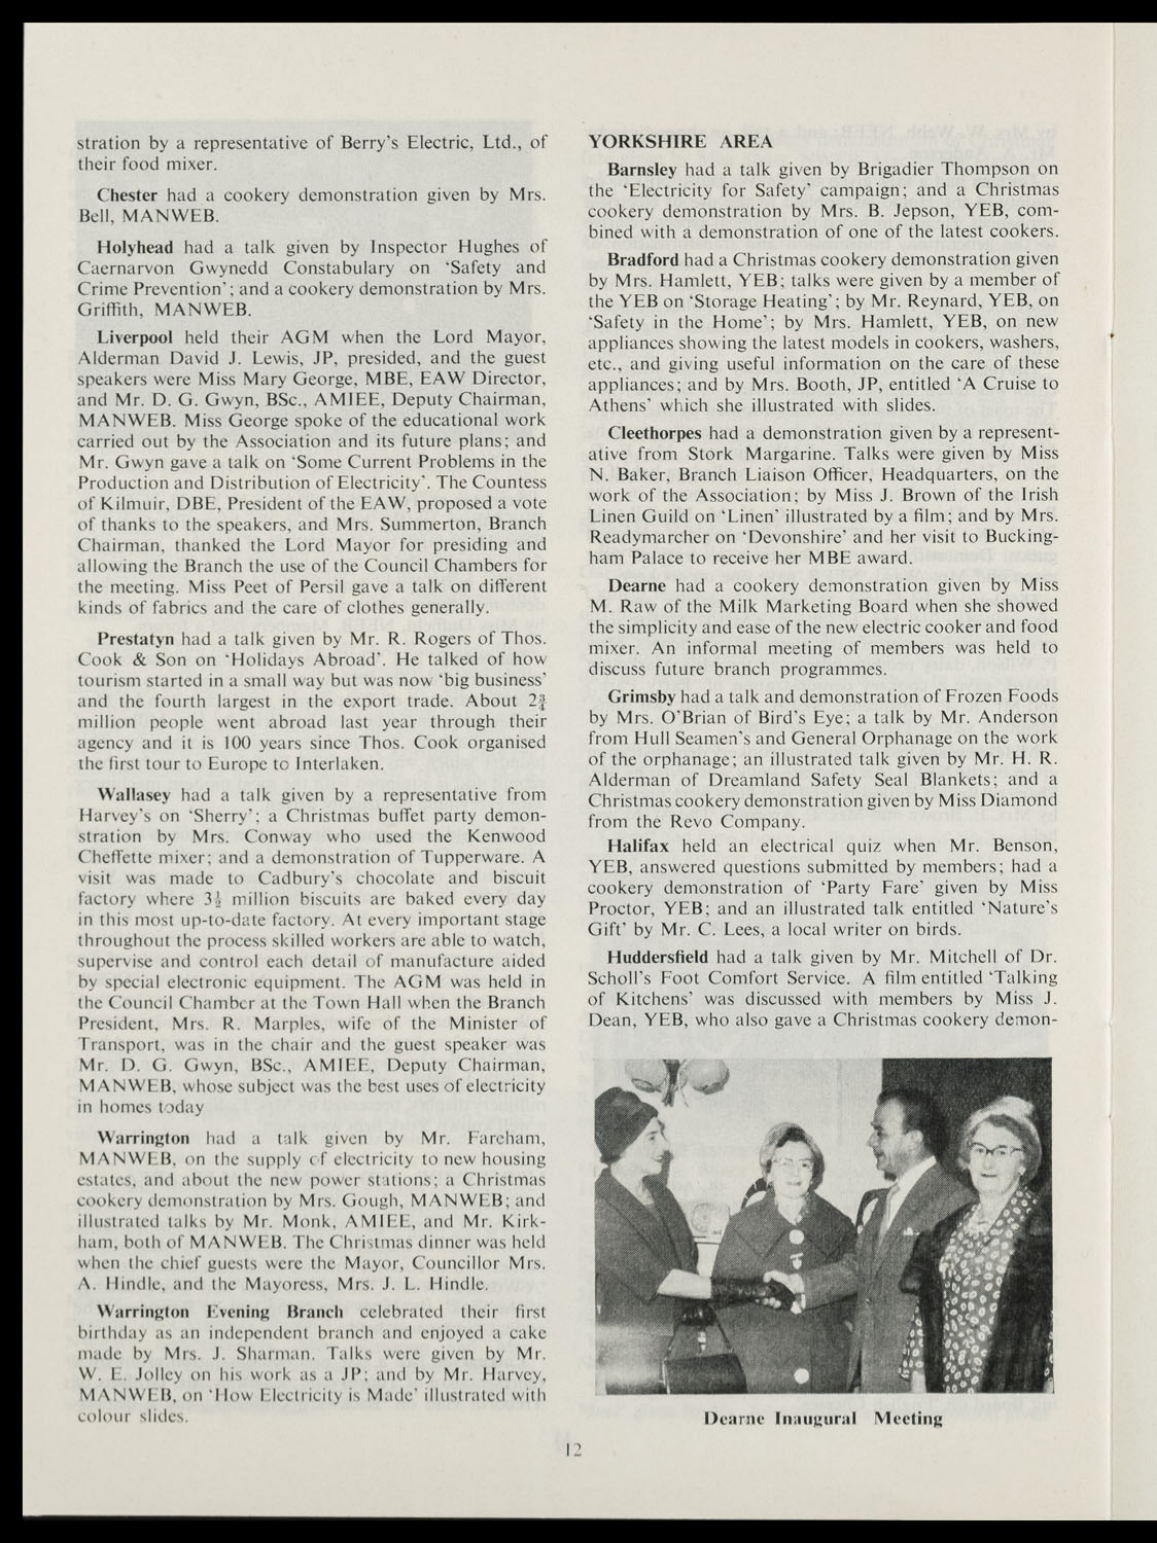 stration by a representative of Berry's Electric, Ltd., of
their food mixer.
Chester had a cookery demonstration given by Mrs.
Bell, MANWEB.
Holyhead had a talk given by Inspector Hughes of
Caernarvon Gwynedd Constabulary on ‘Safety and
Crime Prevention’; and a cookery demonstration by Mrs.
Griffith, MANWEB.
Liverpool held their AGM when the Lord Mayor,
Alderman David J. Lewis, JP, presided, and the guest
speakers were Miss Mary George, MBE, EAW Director,
and Mr. D. G. Gwyn, BSc., AMIEE, Deputy Chairman,
MANWEB. Miss George spoke of the educational work
carried out by the Association and its future plans; and
Mr. Gwyn gave a talk on ‘Some Current Problems in the
Production and Distribution of Electricity’. The Countess
of Kilmuir, DBE, President of the EAW, proposed a vote
of thanks to the speakers, and Mrs. Summerton, Branch
Chairman, thanked the Lord Mayor for presiding and
allowing the Branch the use of the Council Chambers for
the meeting. Miss Peet of Persil gave a talk on different
kinds of fabrics and the care of clothes generally.
Prestatyn had a talk given by Mr. R. Rogers of Thos.
Cook & Son on ‘Holidays Abroad’. He talked of how
tourism started in a small way but was now ‘big business’
and the fourth largest in the export trade. About 2¾
million people went abroad last year through their
agency and it is 100 years since Thos. Cook organised
the first tour to Europe to Interlaken.
Wallasey had a talk given by a representative from
Harvey's on ‘Sherry’; a Christmas buffet party demon-
stration by Mrs. Conway who used the Kenwood
Cheffette mixer; and a demonstration of Tupperware. A
visit was made to Cadbury's chocolate and biscuit
factory where 3½ million biscuits are baked every day
in this most up-to-date factory. At every important stage
throughout the process skilled workers are able to watch,
supervise and control each detail of manufacture aided
by special electronic equipment. The AGM was held in
the Council Chamber at the Town Hall when the Branch
President, Mrs. R. Marples, wife of the Minister of
Transport, was in the chair and the guest speaker was
Mr. D. G. Gwyn, BSc., AMIEE, Deputy Chairman,
MANWEB, whose subject was the best uses of electricity
in homes today
Warrington had a talk given by Mr. Fareham,
MANWEB, on the supply of electricity to new housing
estates, and about the new power stations; a Christmas
cookery demonstration by Mrs. Gough, MANWEB; and
illustrated talks by Mr. Monk, AMIEE, and Mr. Kirk-
ham, both of MANWEB. The Christmas dinner was held
when the chief guests were the Mayor, Councillor Mrs.
A. Hindle, and the Mayoress, Mrs. J. L. Hindle.
Warrington Evening Branch celebrated their first
birthday as an independent branch and enjoyed a cake
made by Mrs. J. Sharman. Talks were given by Mr.
W. E. Jolley on his work as a JP; and by Mr. Harvey,
MANWEB, on ‘How Electricity is Made’ illustrated with
colour slides.
YORKSHIRE AREA
Barnsley had a talk given by Brigadier Thompson on
the ‘Electricity for Safety’ campaign; and a Christmas
cookery demonstration by Mrs. B. Jepson, YEB, com-
bined with a demonstration of one of the latest cookers.
Bradford had a Christmas cookery demonstration given
by Mrs. Hamlett, YEB; talks were given by a member of
the YEB on ‘Storage Heating’; by Mr. Reynard, YEB, on
‘Safety in the Home’; by Mrs. Hamlett, YEB, on new
appliances showing the latest models in cookers, washers,
etc., and giving useful information on the care of these
appliances; and by Mrs. Booth, JP, entitled ‘A Cruise to
Athens’ which she illustrated with slides.
Cleethorpes had a demonstration given by a represent-
ative from Stork Margarine. Talks were given by Miss
N. Baker, Branch Liaison Officer, Headquarters, on the
work of the Association; by Miss J. Brown of the Irish
Linen Guild on ‘Linen’ illustrated by a film; and by Mrs.
Readymarcher on ‘Devonshire’ and her visit to Bucking-
ham Palace to receive her MBE award.
Dearne had a cookery demonstration given by Miss
M. Raw of the Milk Marketing Board when she showed
the simplicity and ease of the new electric cooker and food
mixer. An informal meeting of members was held to
discuss future branch programmes.
Grimsby had a talk and demonstration of Frozen Foods
by Mrs. O'Brian of Bird's Eye; a talk by Mr. Anderson
from Hull Seamen's and General Orphanage on the work
of the orphanage; an illustrated talk given by Mr. H. R.
Alderman of Dreamland Safety Seal Blankets; and a
Christmas cookery demonstration given by Miss Diamond
from the Revo Company.
Halifax held an electrical quiz when Mr. Benson,
YEB, answered questions submitted by members; had a
cookery demonstration of ‘Party Fare’ given by Miss
Proctor, YEB; and an illustrated talk entitled ‘Nature's
Gift’ by Mr. C. Lees, a local writer on birds.
Huddersfield had a talk given by Mr. Mitchell of Dr.
Scholl's Foot Comfort Service. A film entitled ‘Talking
of Kitchens’ was discussed with members by Miss J.
Dean, YEB, who also gave a Christmas cookery demon-
Dearne Inaugural Meeting
12